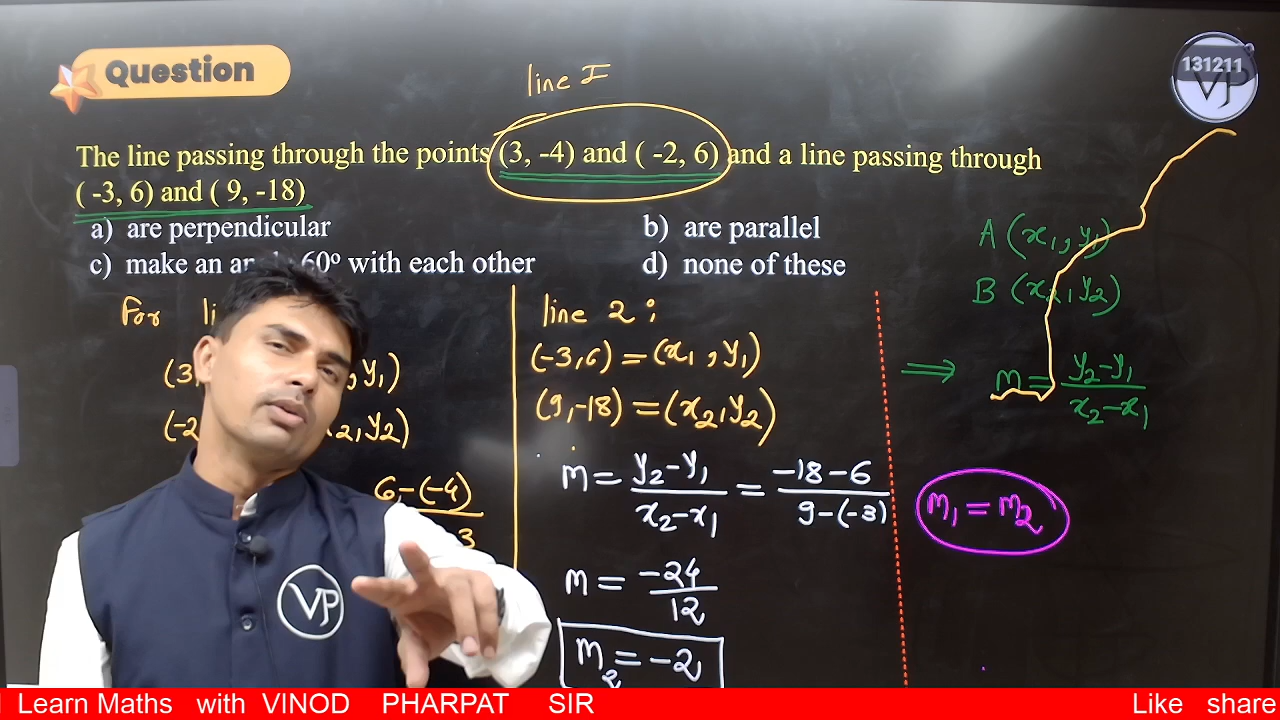 Question
line I
131211
VP
The line passing through the points (3, -4) and ( -2, 6) and a line passing through
( -3, 6) and ( 9, -18)
a) are perpendicular
b) are parallel
c) make an 60° with each other
d) none of these
A (x₁, y₁)
B (x₂, y₂)
⇒ m = y₂-y₁ / x₂-x₁
m₁ = m₂
For
(3 , y₁)
(-2 2, y₂)
6-(-4)
3
line 2 :
(-3,6) = (x₁, y₁)
(9,-18) = (x₂, y₂)
m = y₂-y₁ / x₂-x₁ = -18-6 / 9-(-3)
m = -24 / 12
m₂ = -2
VP
Learn Maths with VINOD PHARPAT SIR
Like share